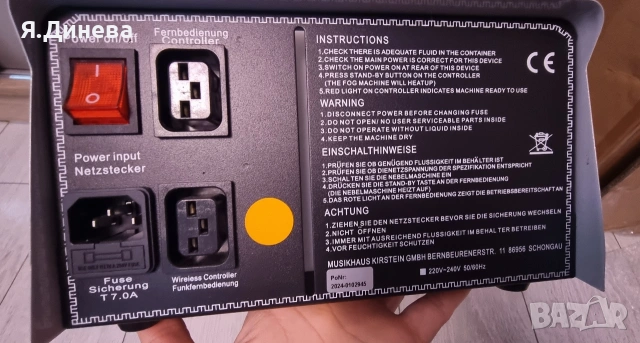 Я.Динева
Power on/off
Fernbedienung
Controller
Power input
Netzstecker
Fuse
Sicherung
T 7.0A
Wireless Controller
Funkfernbedienung
INSTRUCTIONS
1.CHECK THERE IS ADEQUATE FLUID IN THE CONTAINER
2.CHECK THE MAIN POWER IS CORRECT FOR THIS DEVICE
3.SWITCH ON POWER ON AT REAR OF THIS DEVICE
4.PRESS STAND-BY BUTTON ON THE CONTROLLER
(THE FOG MACHINE WILL HEATUP)
5.RED LIGHT ON CONTROLLER INDICATES MACHINE READY TO USE
WARNING
1.DISCONNECT POWER BEFORE CHANGING FUSE
2.DO NOT OPEN/ NO USER SERVICEABLE PARTS INSIDE
3.DO NOT OPERATE WITHOUT LIQUID INSIDE
4.KEEP THE MACHINE DRY
EINSCHALTHINWEISE
1.PRÜFEN SIE OB GENÜGEND FLUSSIGKEIT IM BEHÄLTER IST
2.PRÜFEN SIE OB DIENETZSPANNUNG DER SPEZIFIKATION ENTSPRICHT
3.SCHALTEN SIE DIE NEBELMASCHINE EIN
4.DRÜCKEN SIE DIE STAND-BY TASTE AN DER FERNBEDIENUNG
(DIE NEBELMASCHINE HEIZT AUF)
5.DAS ROTE LICHT AN DER FERNBEDIENUNG ZEIGT DIE BETRIEBSBEREITSCHAFT AN
ACHTUNG
1.ZIEHEN SIE DEN NETZSTECKER BEVOR SIE DIE SICHERUNG WECHSELN
2.NICHT ÖFFNEN
3.IMMER MIT AUSREICHEND FLUSSIGKEIT IM BEHALTER BETREIBEN
4.VOR FEUCHTIGKEIT SCHUTZEN
MUSIKHAUS KIRSTEIN GMBH BERNBEURENERSTR. 11 86956 SCHONGAU
220V~240V 50/60Hz
PoNr:
2024-0102945
CE
BAZAR.bg